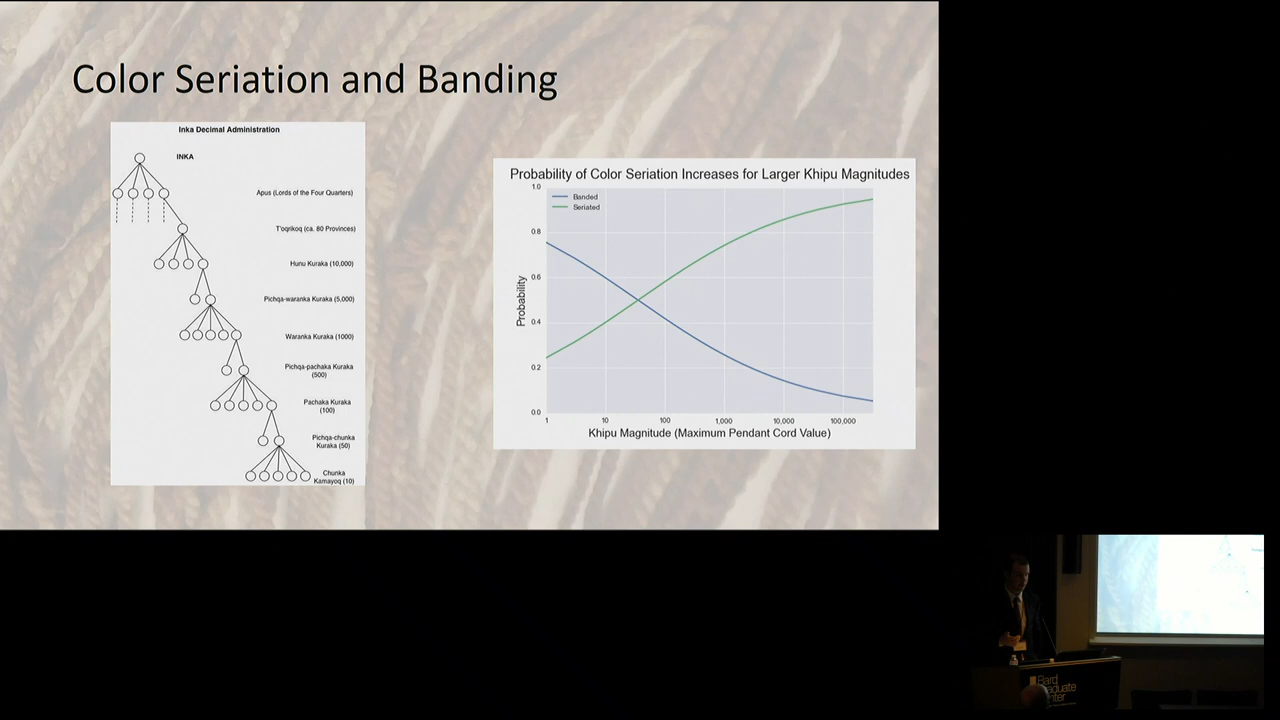 Color Seriation and Banding
Inka Decimal Administration
INKA
Apus (Lords of the Four Quarters)
T'oqrikoq (ca. 80 Provinces)
Hunu Kuraka (10,000)
Pichqa-waranka Kuraka (5,000)
Waranka Kuraka (1000)
Pichqa-pachaka Kuraka
(500)
Pachaka Kuraka
(100)
Pichqa-chunka
Kuraka (50)
Chunka
Kamayoq (10)
Probability of Color Seriation Increases for Larger Khipu Magnitudes
1.0
Banded
Seriated
0.8
0.6
Probability
0.4
0.2
0.0
1 10 100 1,000 10,000 100,000
Khipu Magnitude (Maximum Pendant Cord Value)
Bard